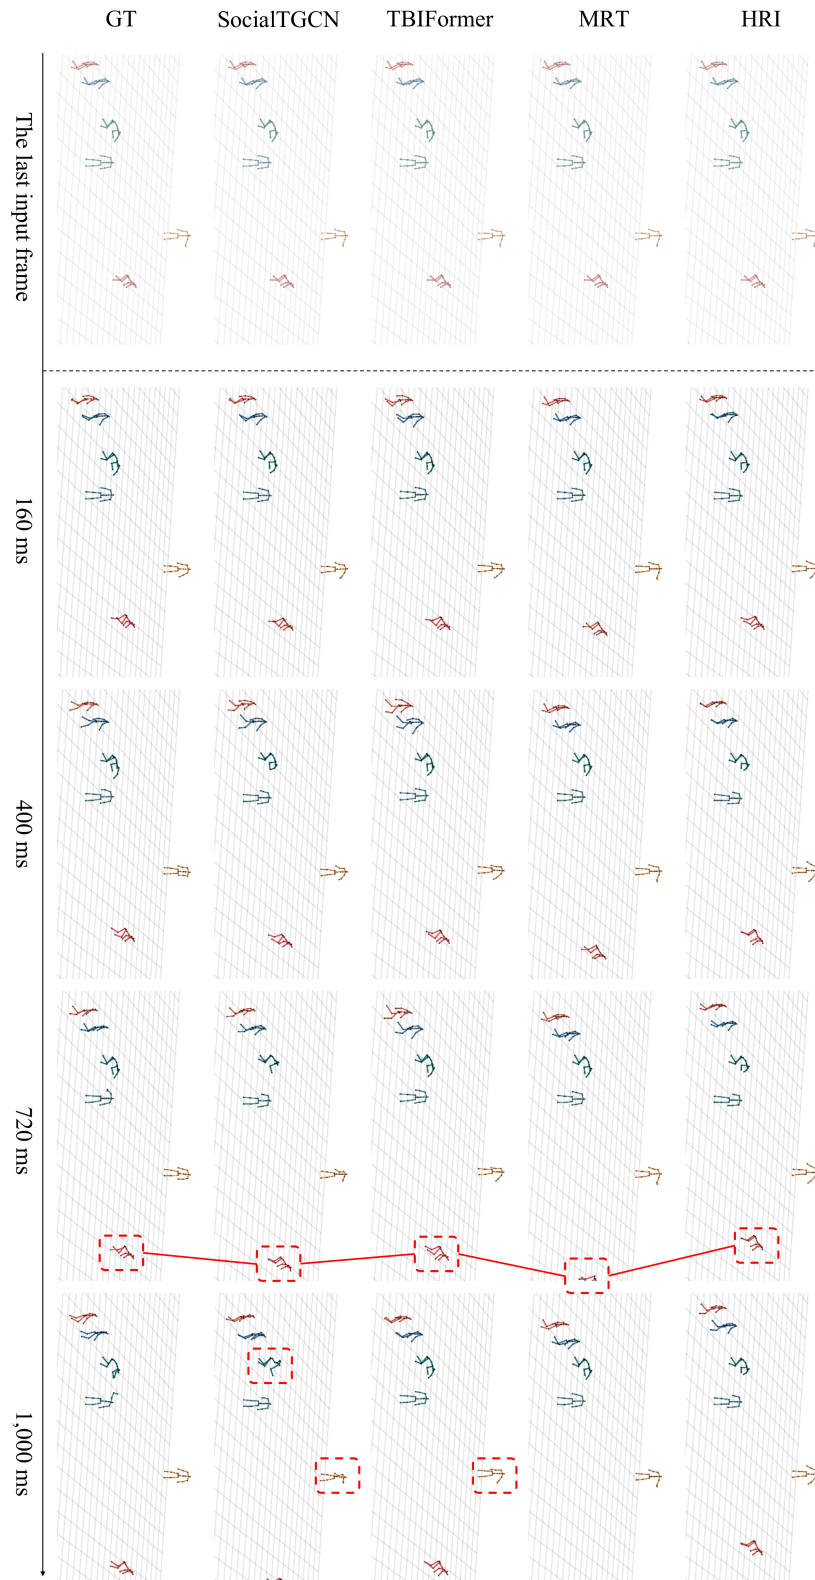 GT
SocialTGCN
TBIFormer
MRT
HRI
The last input frame
160 ms
400 ms
720 ms
1,000 ms